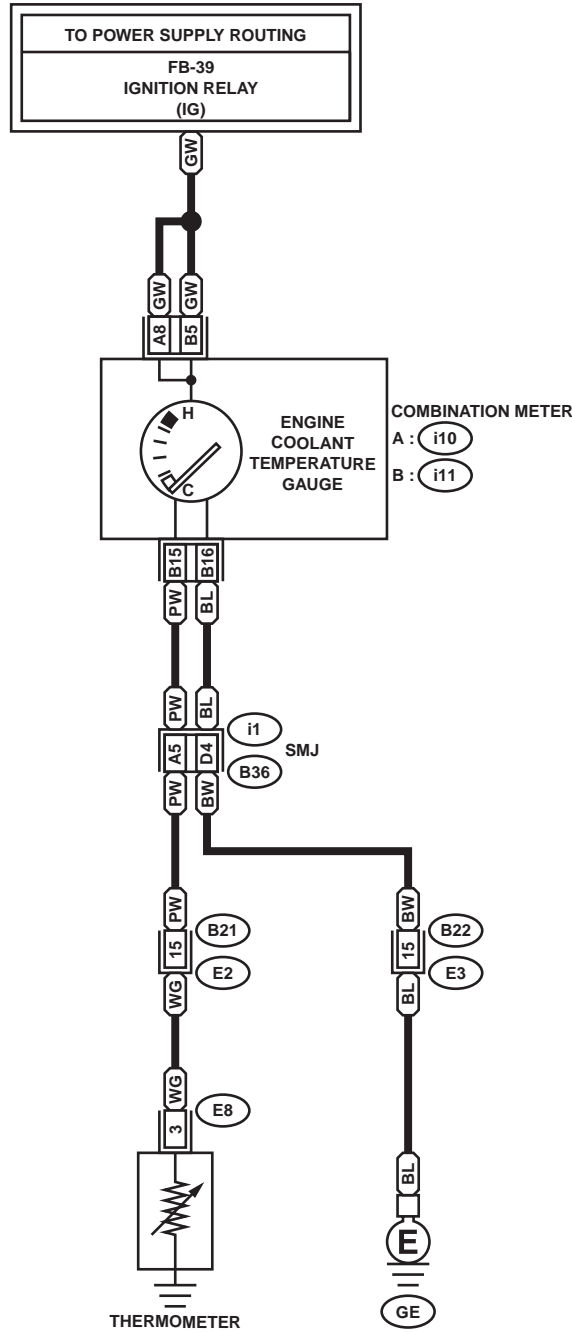 TO POWER SUPPLY ROUTING
FB-39
IGNITION RELAY
(IG)
GW
GW GW
A8 B5
H
C
ENGINE
COOLANT
TEMPERATURE
GAUGE
COMBINATION METER
A : i10
B : i11
B15 B16
PW BL
PW BL
A5 D4
i1
SMJ
B36
PW BW
PW BW
15 B21 15 B22
E2 E3
WG BL
WG
3 E8
BL
E
THERMOMETER
GE